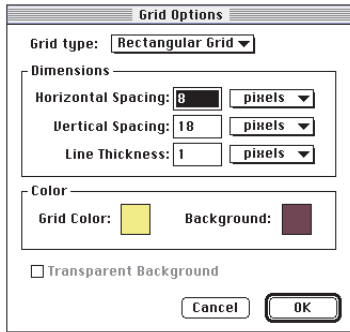 Grid Options
Grid type: Rectangular Grid
Dimensions
Horizontal Spacing: 8 pixels
Vertical Spacing: 18 pixels
Line Thickness: 1 pixels
Color
Grid Color: Background:
Transparent Background
Cancel OK